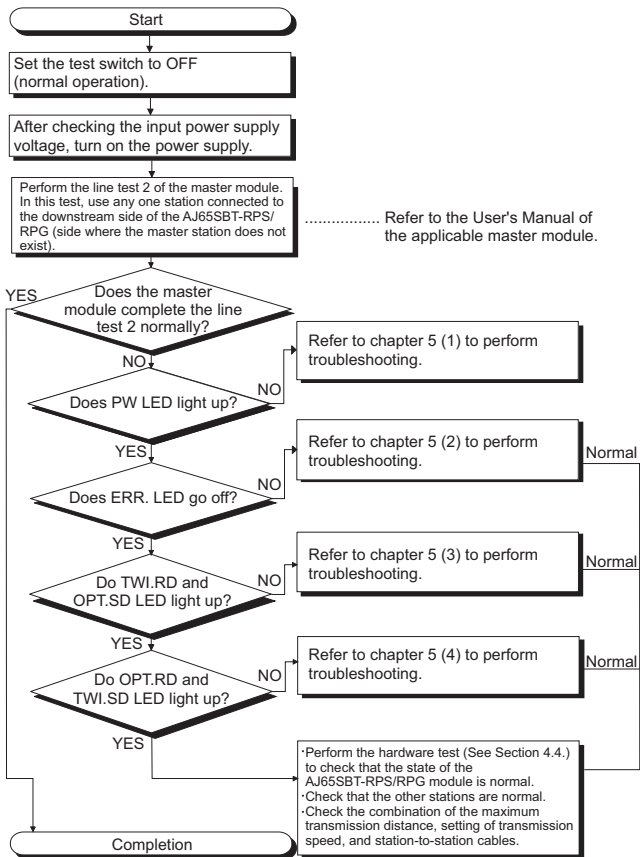 Start
Set the test switch to OFF
(normal operation).
After checking the input power supply
voltage, turn on the power supply.
Perform the line test 2 of the master module.
In this test, use any one station connected to
the downstream side of the AJ65SBT-RPS/
RPG (side where the master station does not
exist).
................. Refer to the User's Manual of
the applicable master module.
YES
Does the master
module complete the line
test 2 normally?
NO
Refer to chapter 5 (1) to perform
troubleshooting.
Does PW LED light up?
NO
YES
Refer to chapter 5 (2) to perform
troubleshooting.
Normal
Does ERR. LED go off?
NO
YES
Refer to chapter 5 (3) to perform
troubleshooting.
Normal
Do TWI.RD and
OPT.SD LED light up?
NO
YES
Refer to chapter 5 (4) to perform
troubleshooting.
Normal
Do OPT.RD and
TWI.SD LED light up?
NO
YES
·Perform the hardware test (See Section 4.4.)
to check that the state of the
AJ65SBT-RPS/RPG module is normal.
·Check that the other stations are normal.
·Check the combination of the maximum
transmission distance, setting of transmission
speed, and station-to-station cables.
Completion